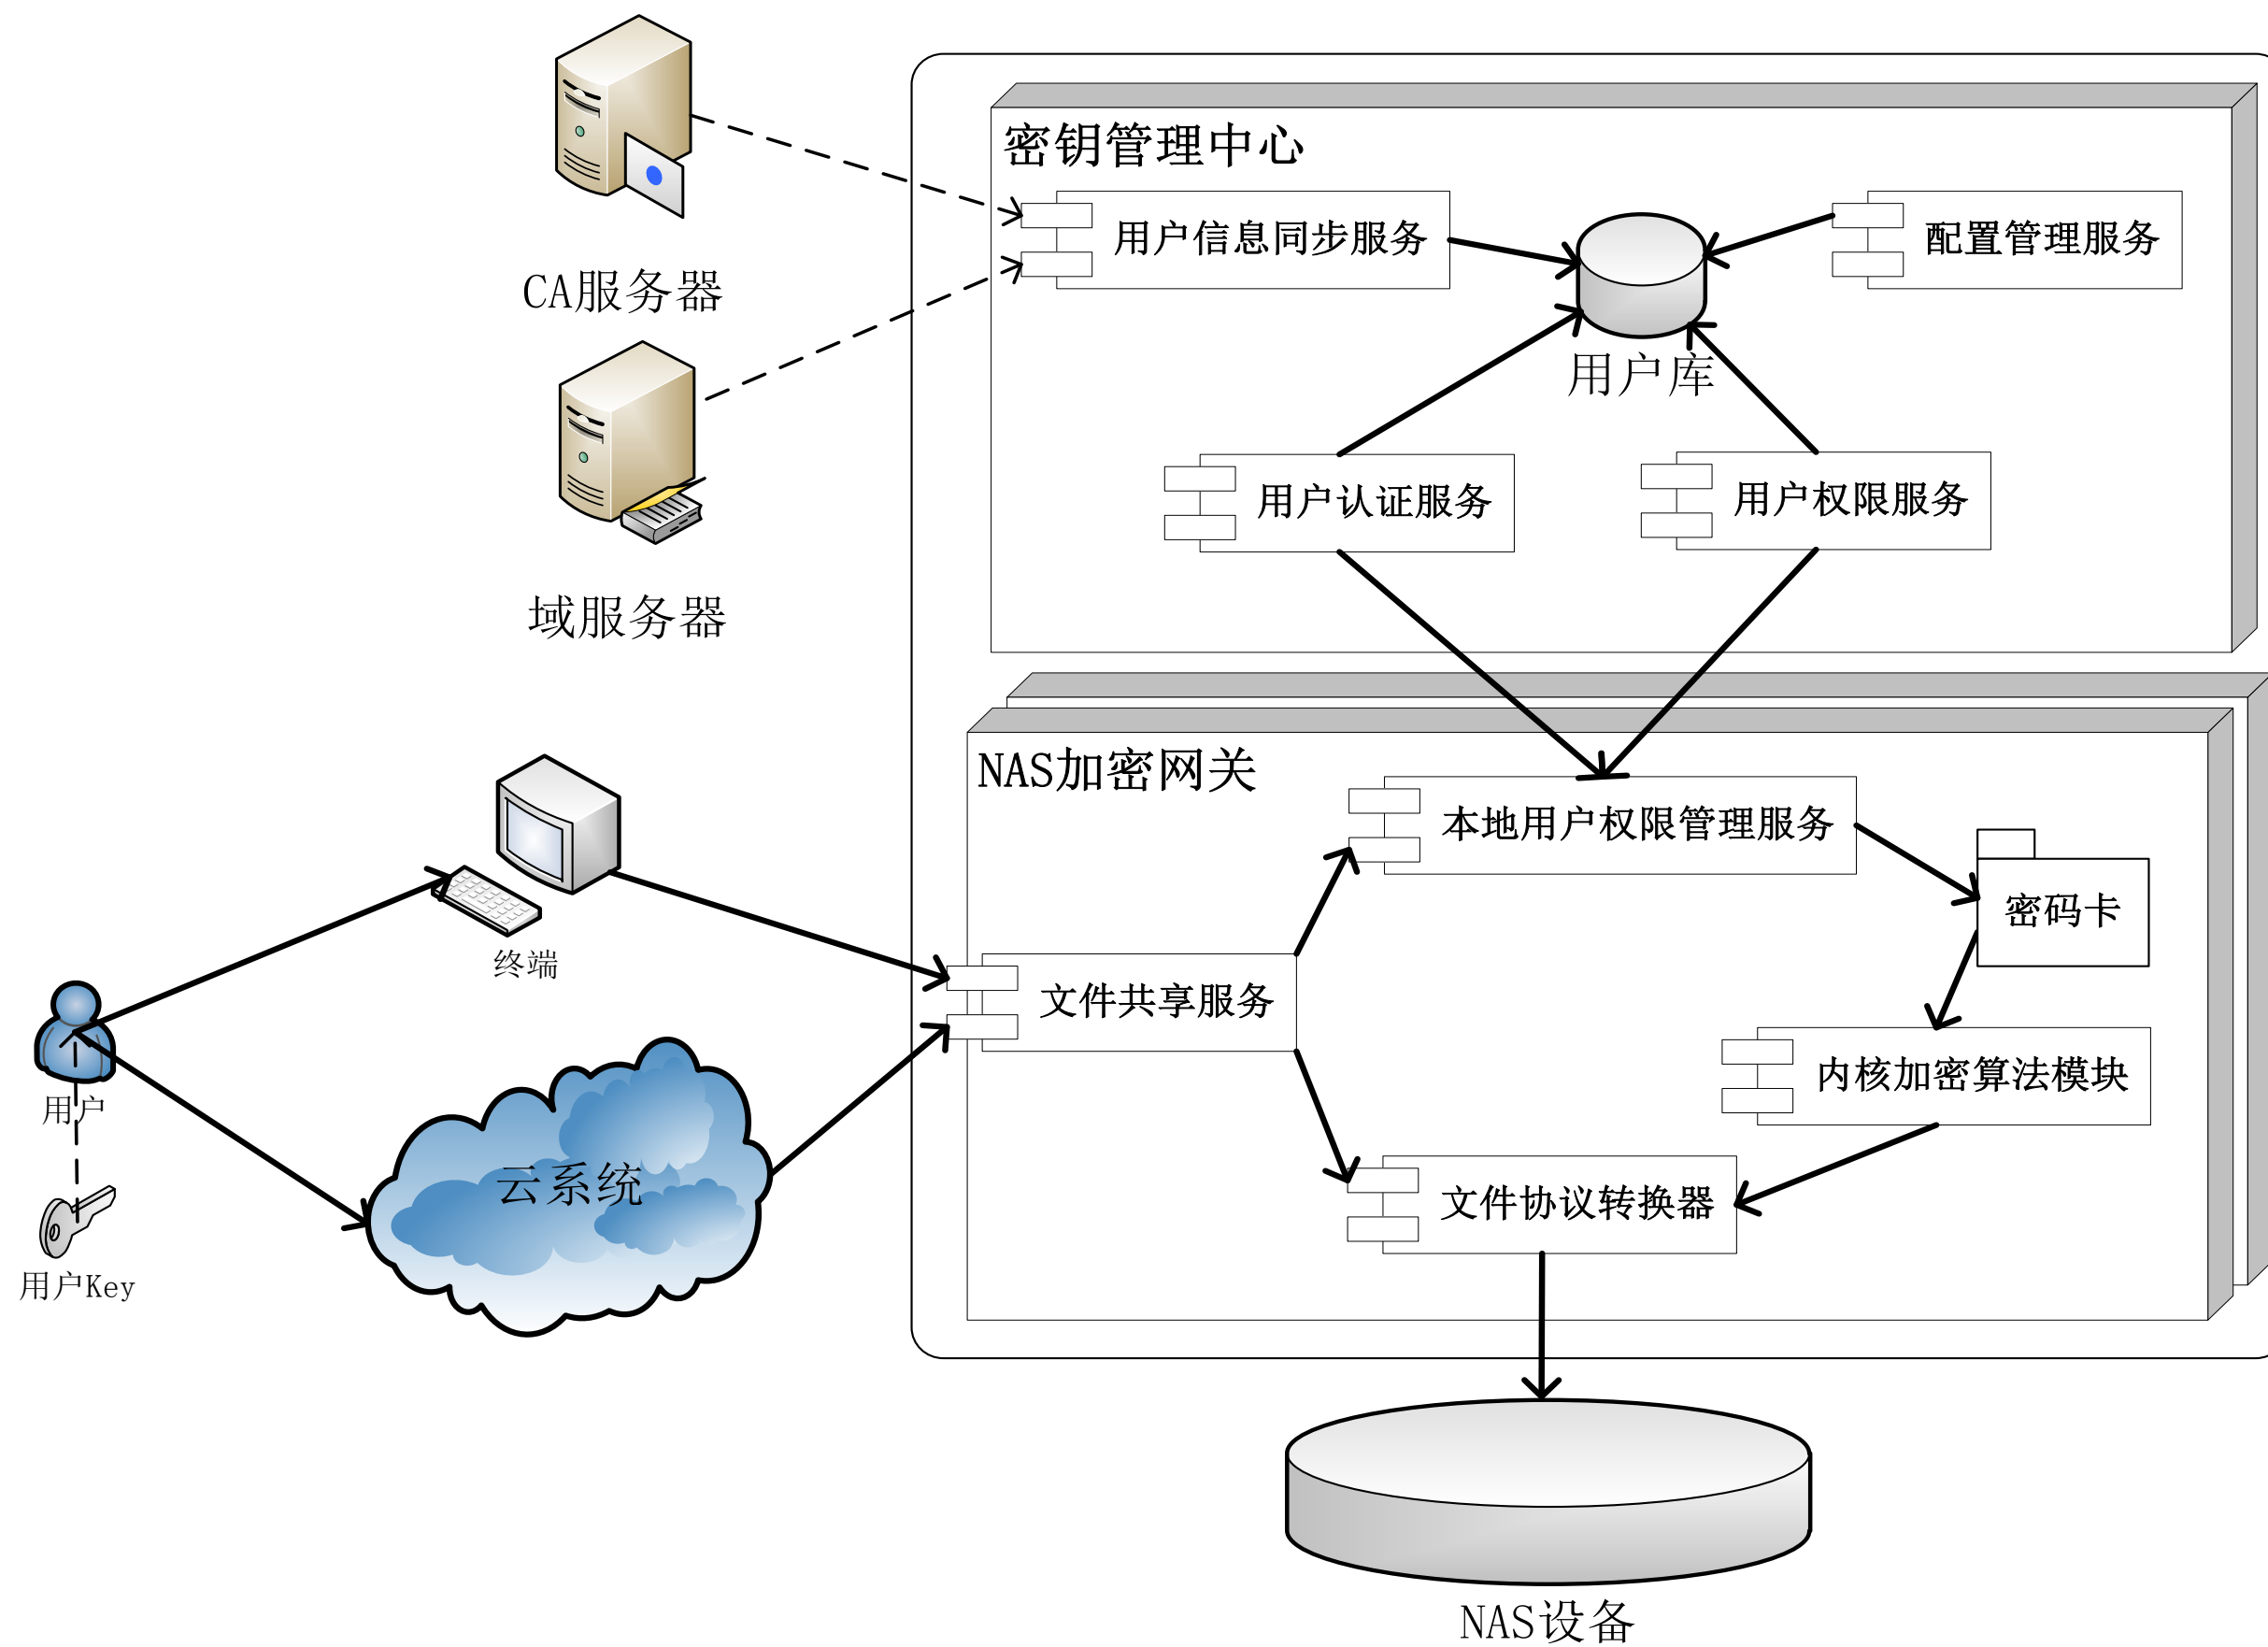 密钥管理中心
用户信息同步服务
配置管理服务
CA服务器
用户库
用户认证服务
用户权限服务
域服务器
NAS加密网关
本地用户权限管理服务
密码卡
终端
文件共享服务
内核加密算法模块
用户
云系统
文件协议转换器
用户Key
NAS设备